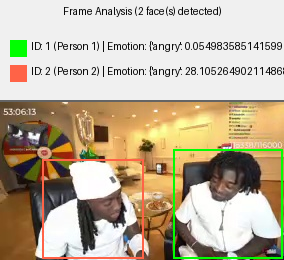 Frame Analysis (2 face(s) detected)
ID: 1 (Person 1) | Emotion: {'angry': 0.054983585141599
ID: 2 (Person 2) | Emotion: {'angry': 28.105264902114868
53:06:13